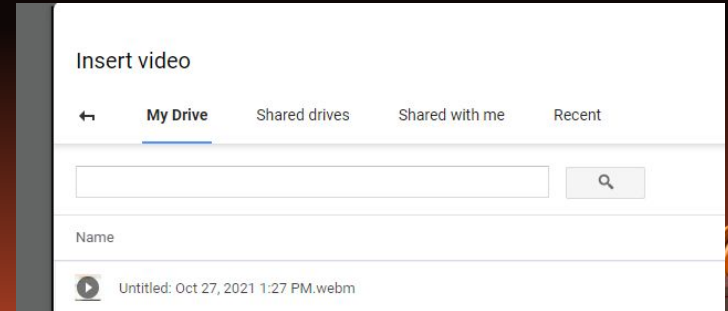 Insert video
My Drive Shared drives Shared with me Recent
Name
Untitled: Oct 27, 2021 1:27 PM.webm